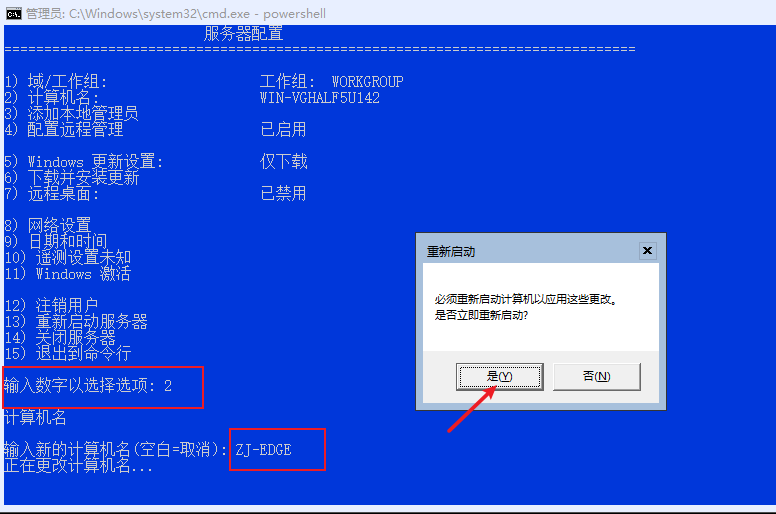 管理员: C:\Windows\system32\cmd.exe - powershell
服务器配置
===============================================================================
1) 域/工作组: 工作组: WORKGROUP
2) 计算机名: WIN-VGHALF5U142
3) 添加本地管理员
4) 配置远程管理 已启用
5) Windows 更新设置: 仅下载
6) 下载并安装更新
7) 远程桌面: 已禁用
8) 网络设置
9) 日期和时间
10) 遥测设置未知
11) Windows 激活
12) 注销用户
13) 重新启动服务器
14) 关闭服务器
15) 退出到命令行
输入数字以选择选项: 2
计算机名
输入新的计算机名(空白=取消): ZJ-EDGE
正在更改计算机名...
重新启动
必须重新启动计算机以应用这些更改。
是否立即重新启动?
是(Y) 否(N)